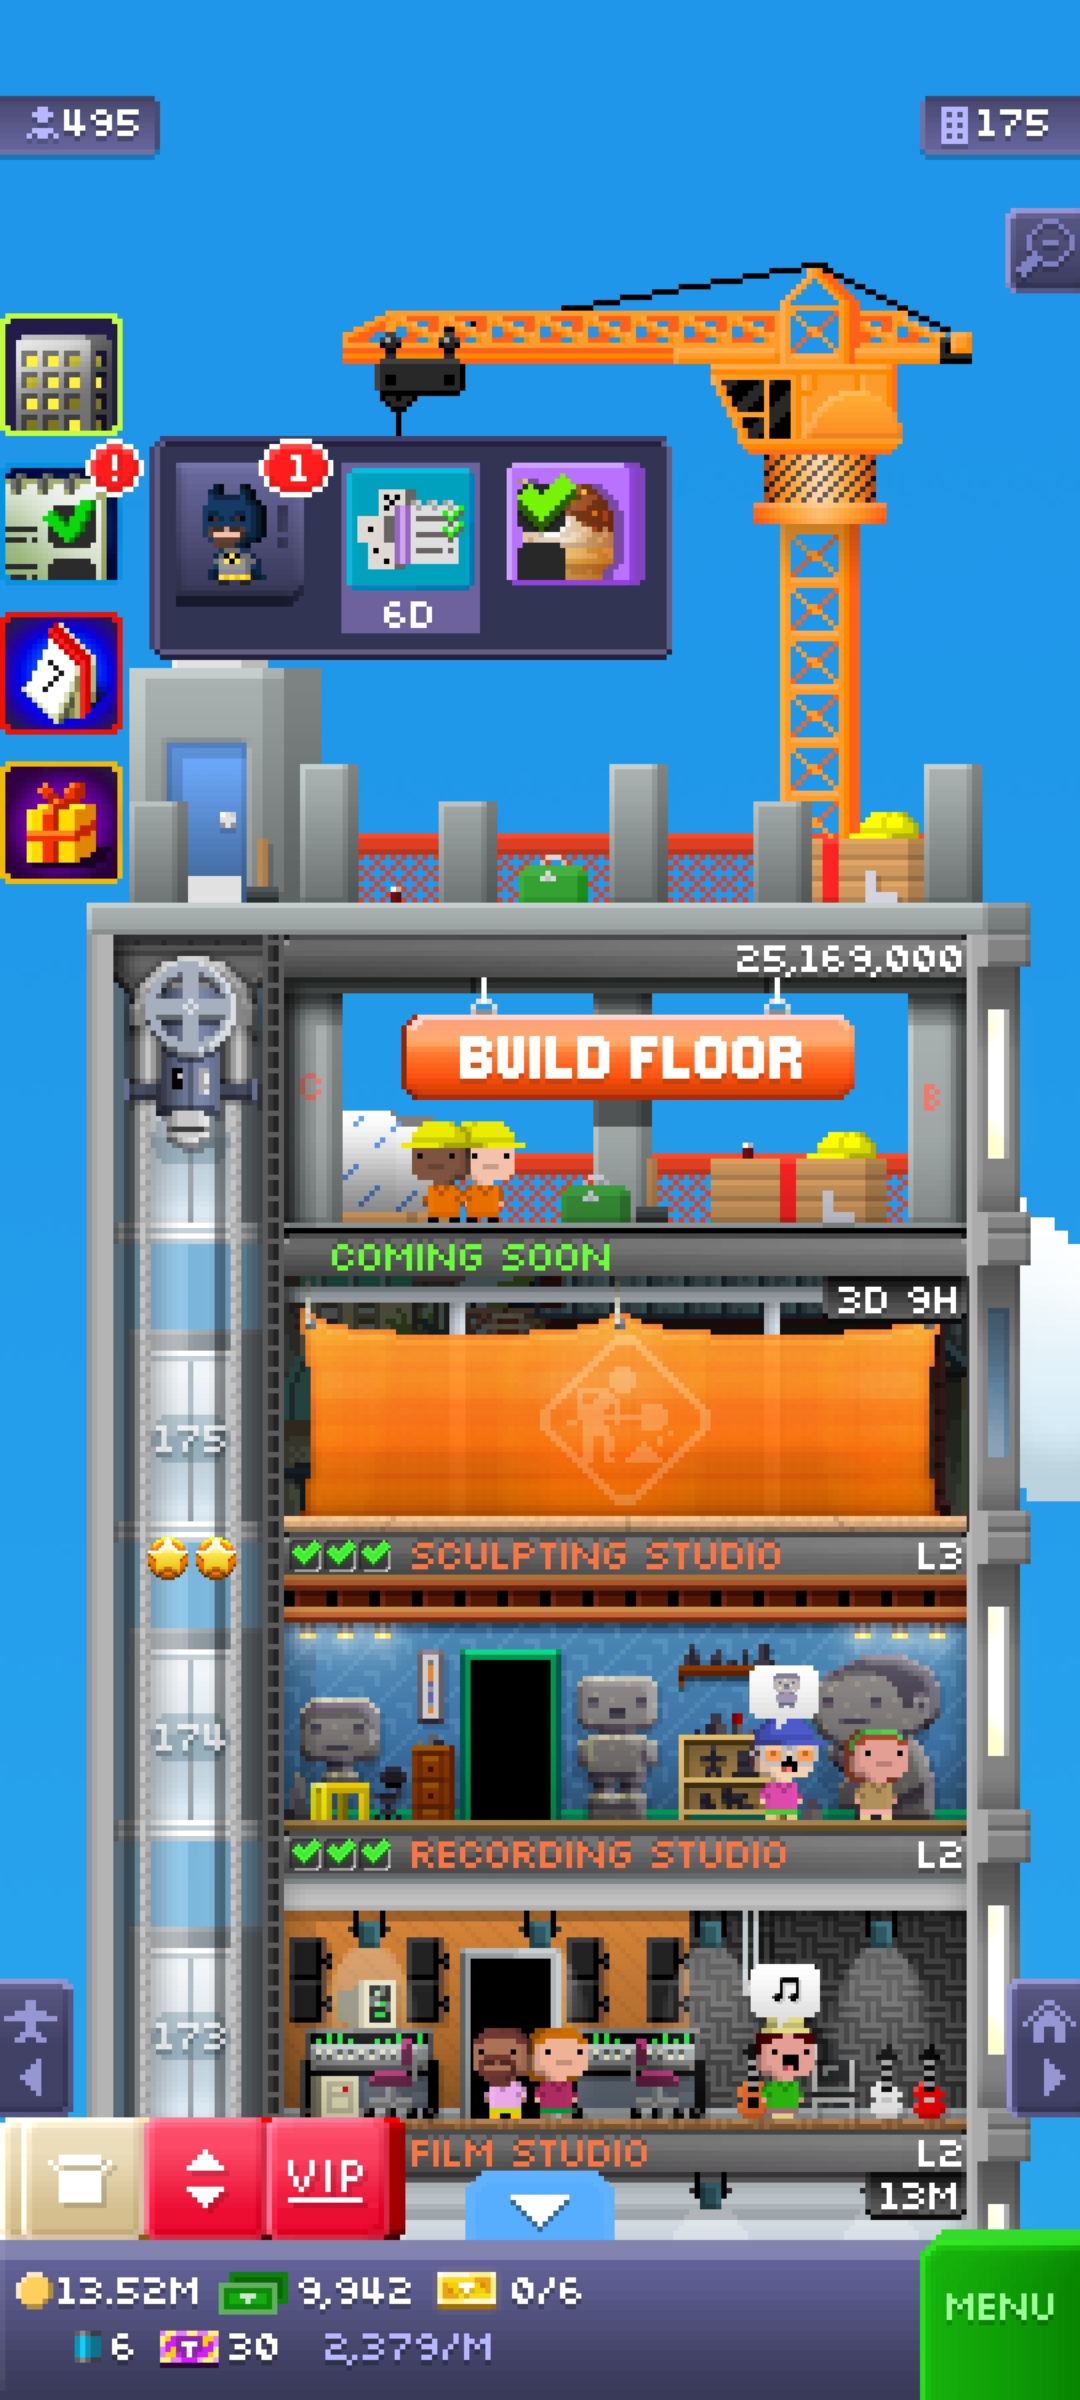 495
175
!
1
6D
7
25,169,000
BUILD FLOOR
C
B
COMING SOON
3D 9H
175
SCULPTING STUDIO
L3
174
RECORDING STUDIO
L2
173
FILM STUDIO
L2
VIP
13M
13.52M
9,942
0/6
MENU
6
T
30
2,379/M